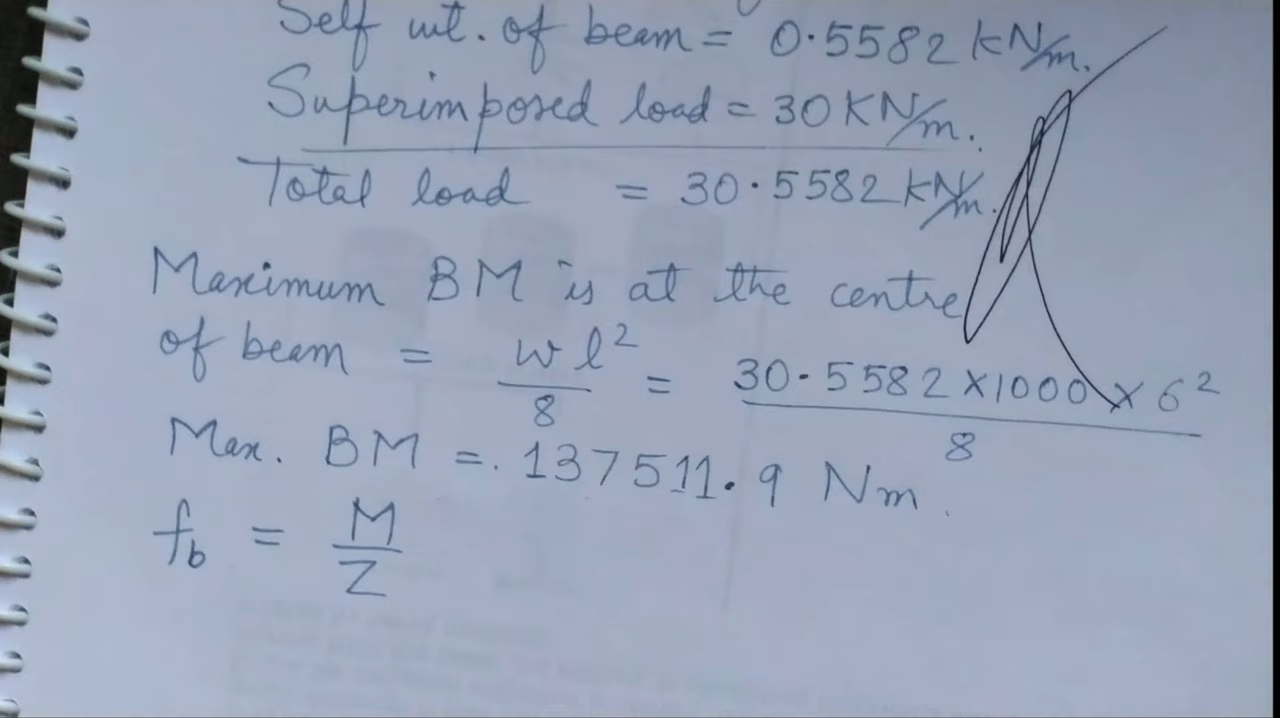 Self wt. of beam = 0.5582 kN/m.
Superimposed load = 30 KN/m.
Total load = 30.5582 kN/m.
Maximum BM is at the centre
of beam = wl²/8 = 30.5582 x 1000 x 6²/8
Max. BM =. 137511.9 Nm.
fb = M/Z